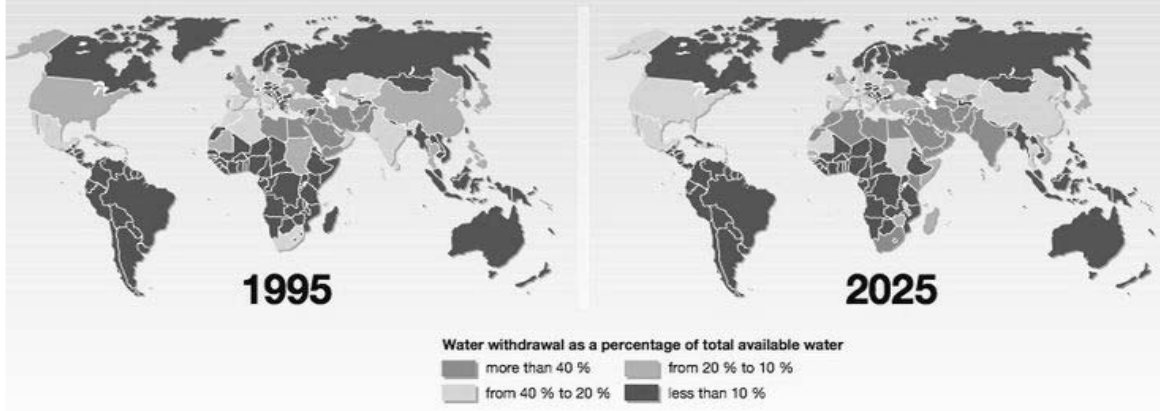 1995
2025
Water withdrawal as a percentage of total available water
more than 40 %
from 20 % to 10 %
from 40 % to 20 %
less than 10 %